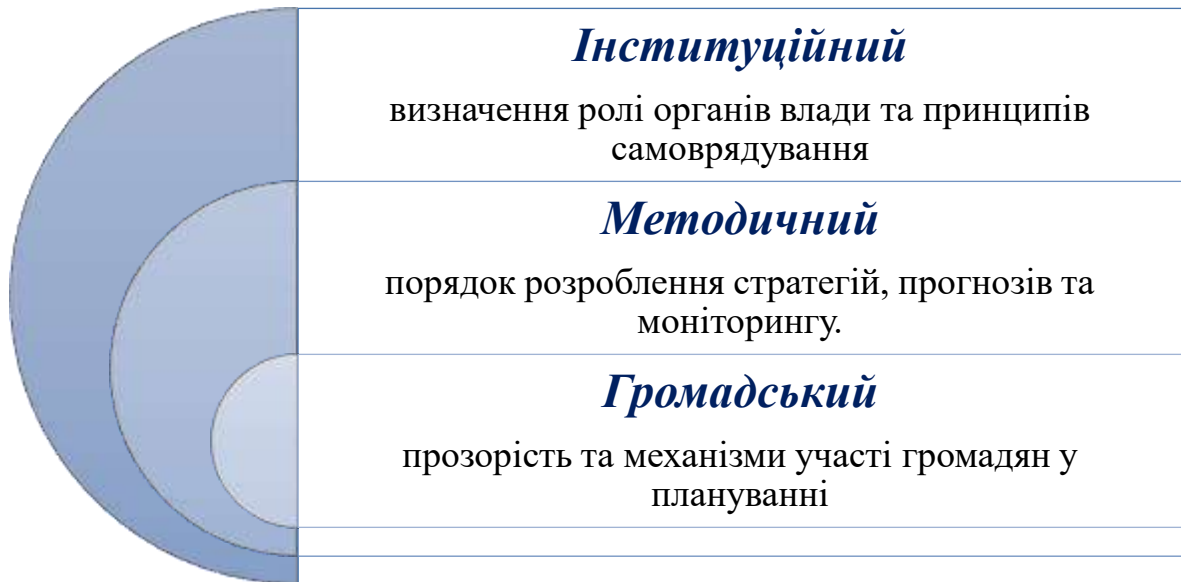 Інституційний
визначення ролі органів влади та принципів
самоврядування
Методичний
порядок розроблення стратегій, прогнозів та
моніторингу.
Громадський
прозорість та механізми участі громадян у
плануванні